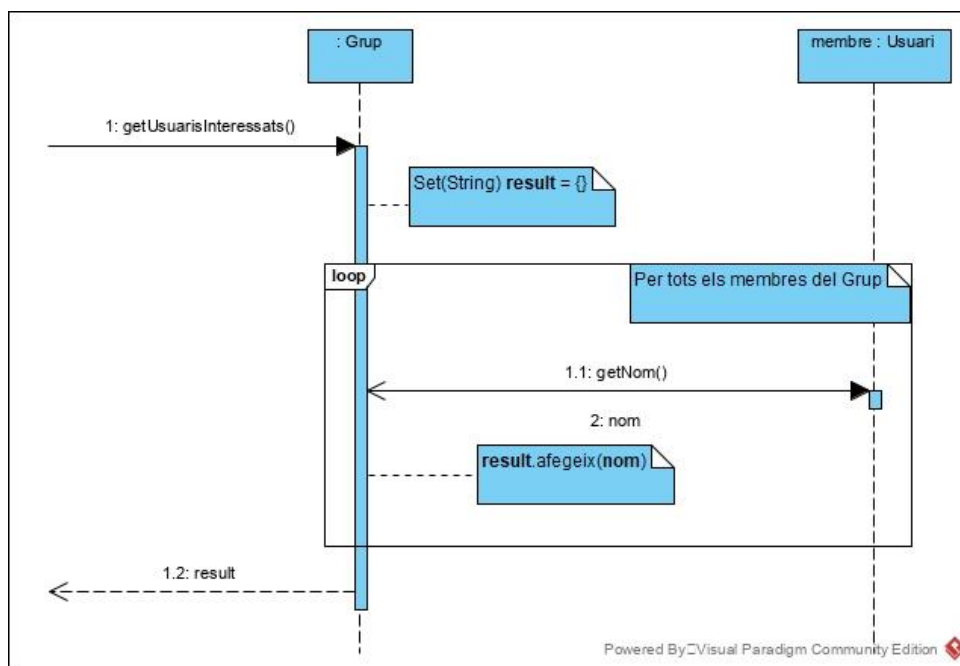 : Grup
membre : Usuari
1: getUsuarisInteressats()
Set(String) result = {}
loop
Per tots els membres del Grup
1.1: getNom()
2: nom
result.afegeix(nom)
1.2: result
Powered By Visual Paradigm Community Edition